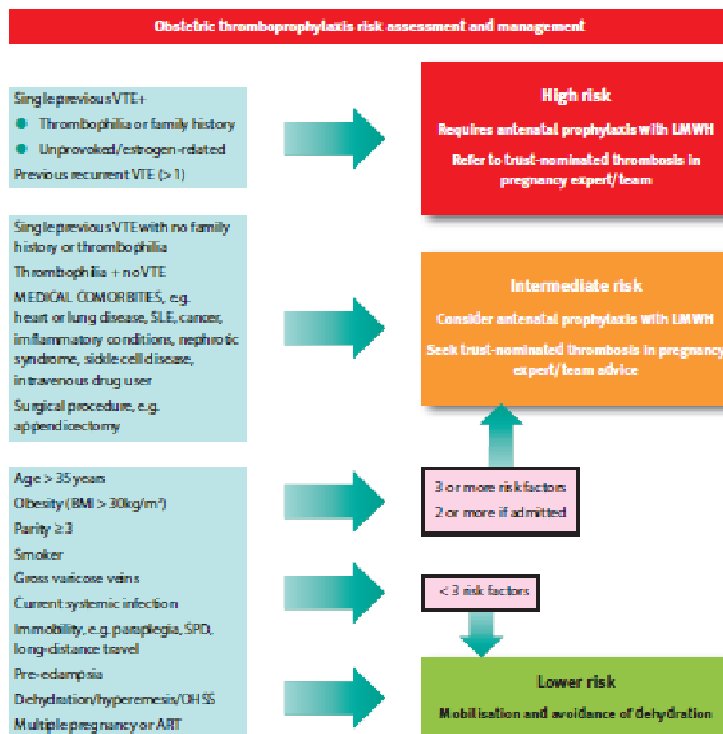 Obstetric thromboprophylaxis risk assessment and management
Single previous VTE+
Thrombophilia or family history
Unprovoked/estrogen-related
Previous recurrent VTE (> 1)
High risk
Requires antenatal prophylaxis with LMWH
Refer to trust-nominated thrombosis in
pregnancy expert/team
Single previous VTE with no family
history or thrombophilia
Thrombophilia + no VTE
MEDICAL COMORBITIES, e.g.
heart or lung disease, SLE, cancer,
imflammatory conditions, nephrotic
syndrome, sickle cell disease,
intravenous drug user
Surgical procedure, e.g.
appendicectomy
Intermediate risk
Consider antenatal prophylaxis with LMWH
Seek trust-nominated thrombosis in pregnancy
expert/team advice
Age > 35 years
Obesity (BMI > 30kg/m²)
Parity ≥3
Smoker
Gross varicose veins
Current systemic infection
Immobility, e.g. paraplegia, SPD,
long-distance travel
Pre-eclampsia
Dehydration/hyperemesis/OHSS
Multiple pregnancy or ART
3 or more risk factors
2 or more if admitted
< 3 risk factors
Lower risk
Mobilisation and avoidance of dehydration